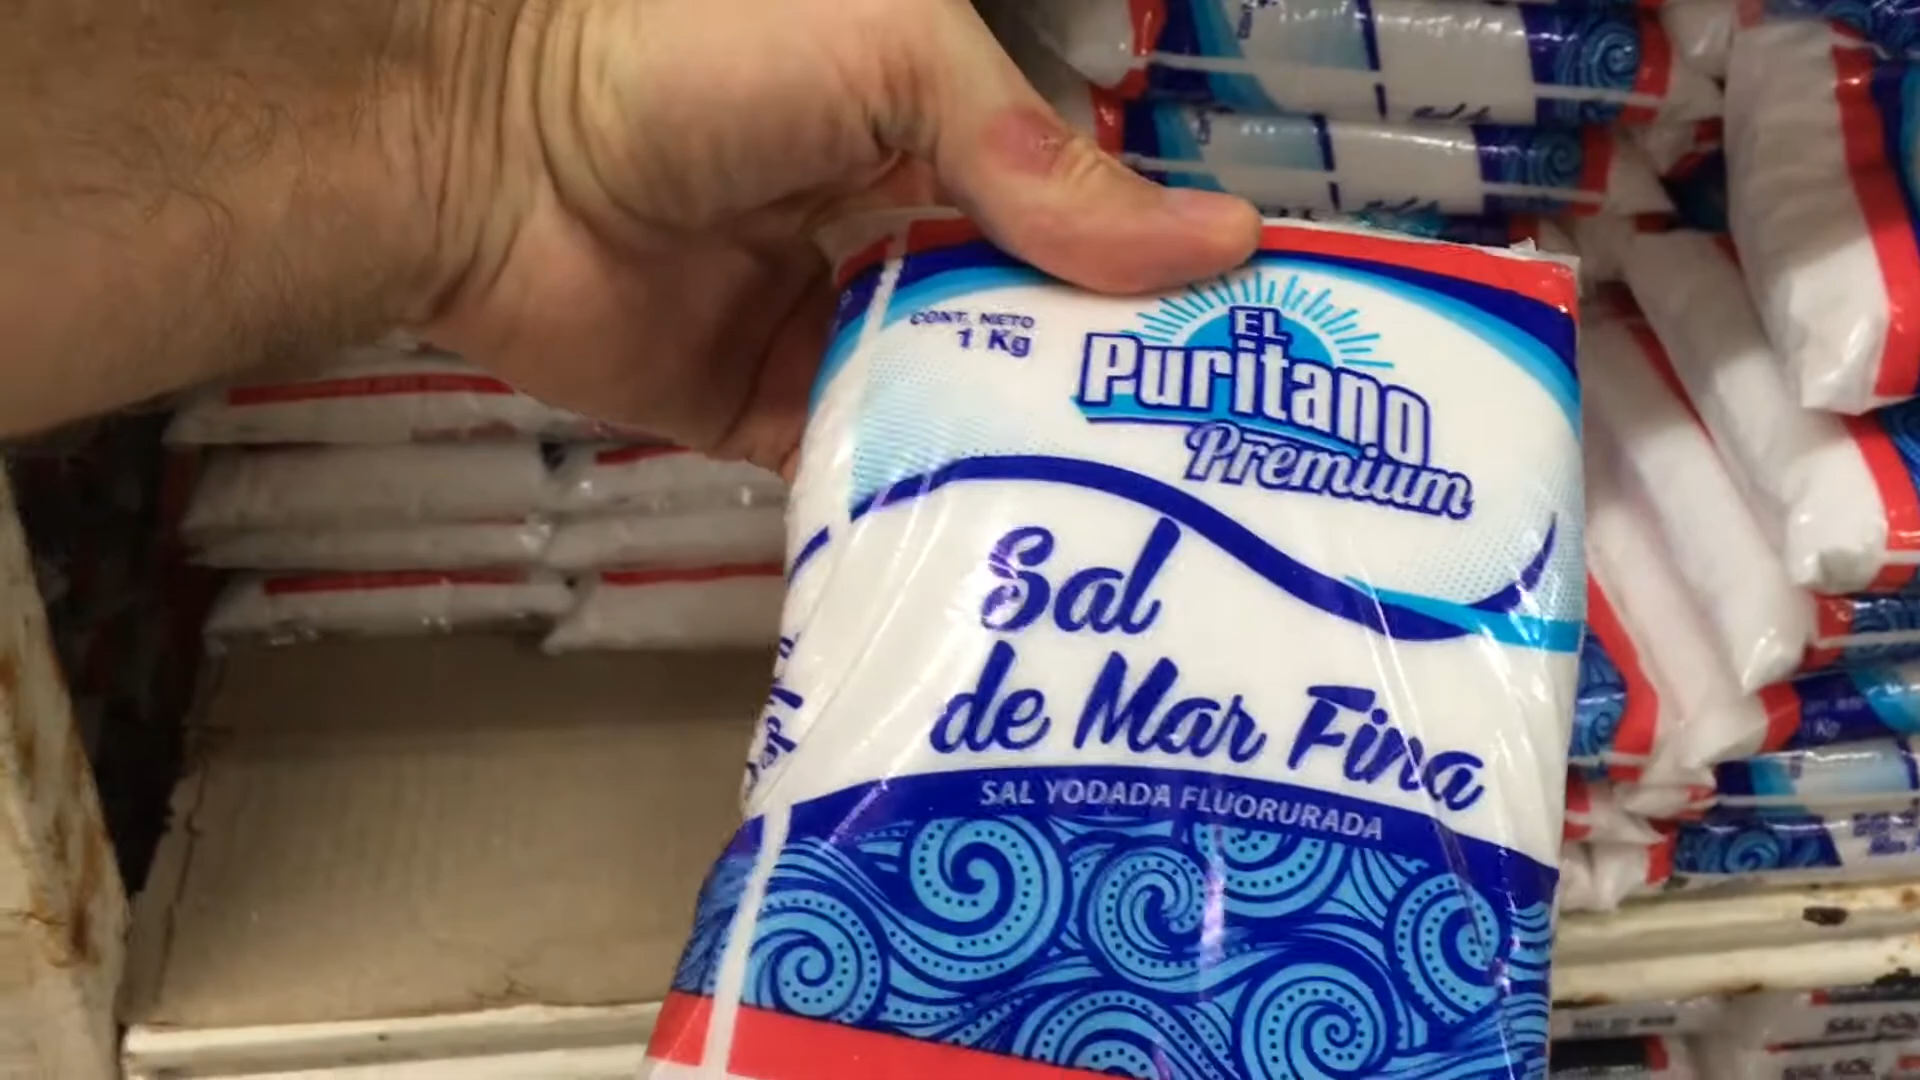 CONT. NETO
1 Kg
EL
Puritano
Premium
Sal
de Mar Fina
SAL YODADA FLUORURADA